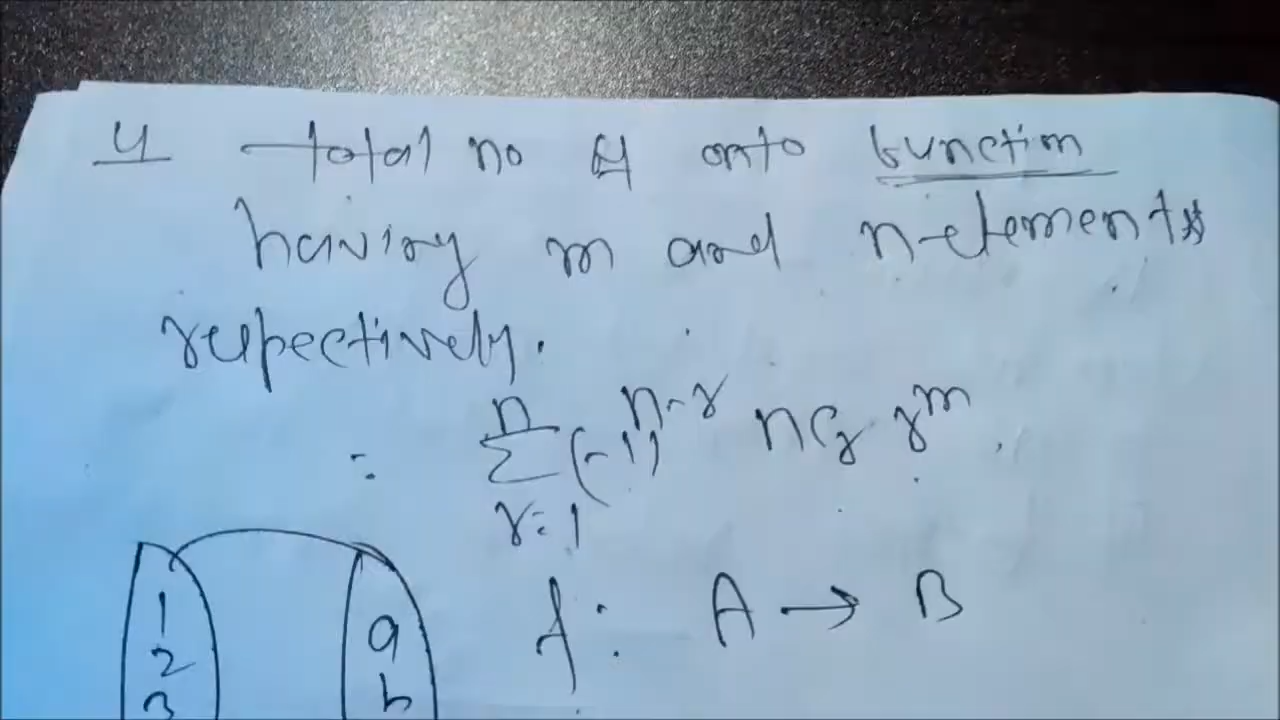 4 total no of onto function
having m and n-elements
respectively.
= n∑r=1 (-1)^n-r nCr r^m
f: A → B
1 a
2 b
3